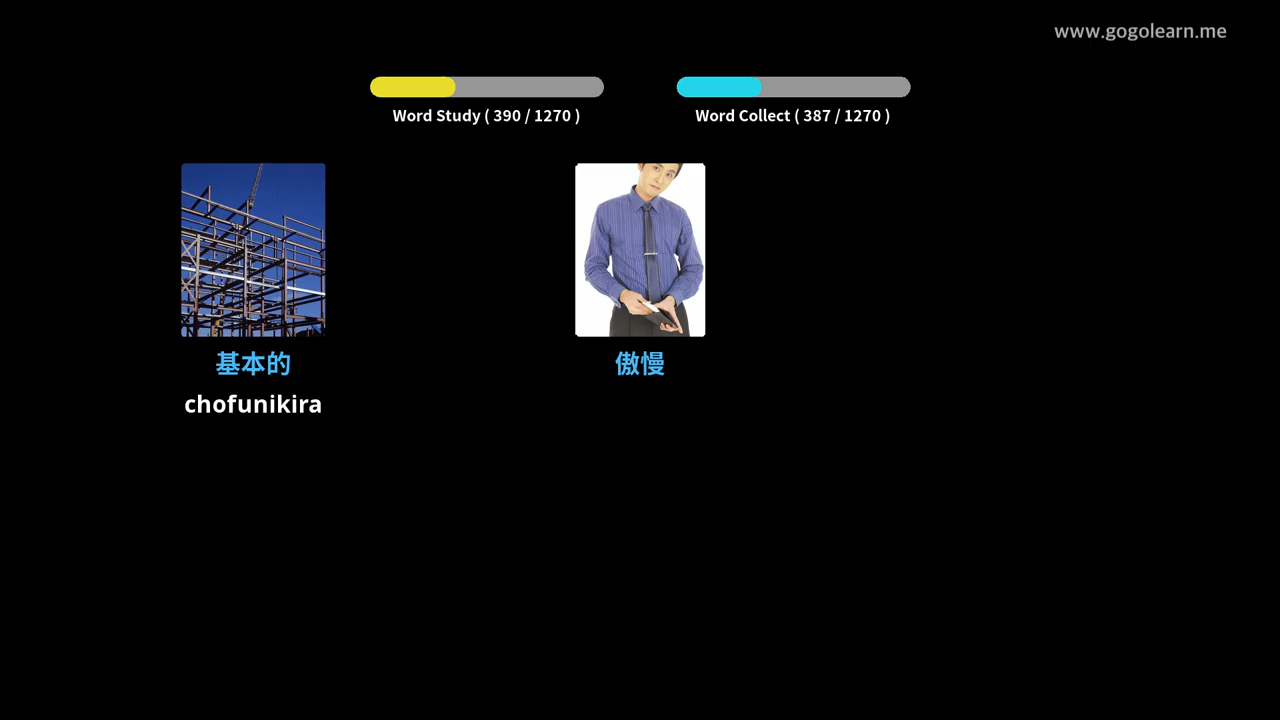 www.gogolearn.me
Word Study ( 390 / 1270 )
Word Collect ( 387 / 1270 )
基本的
傲慢
chofunikira